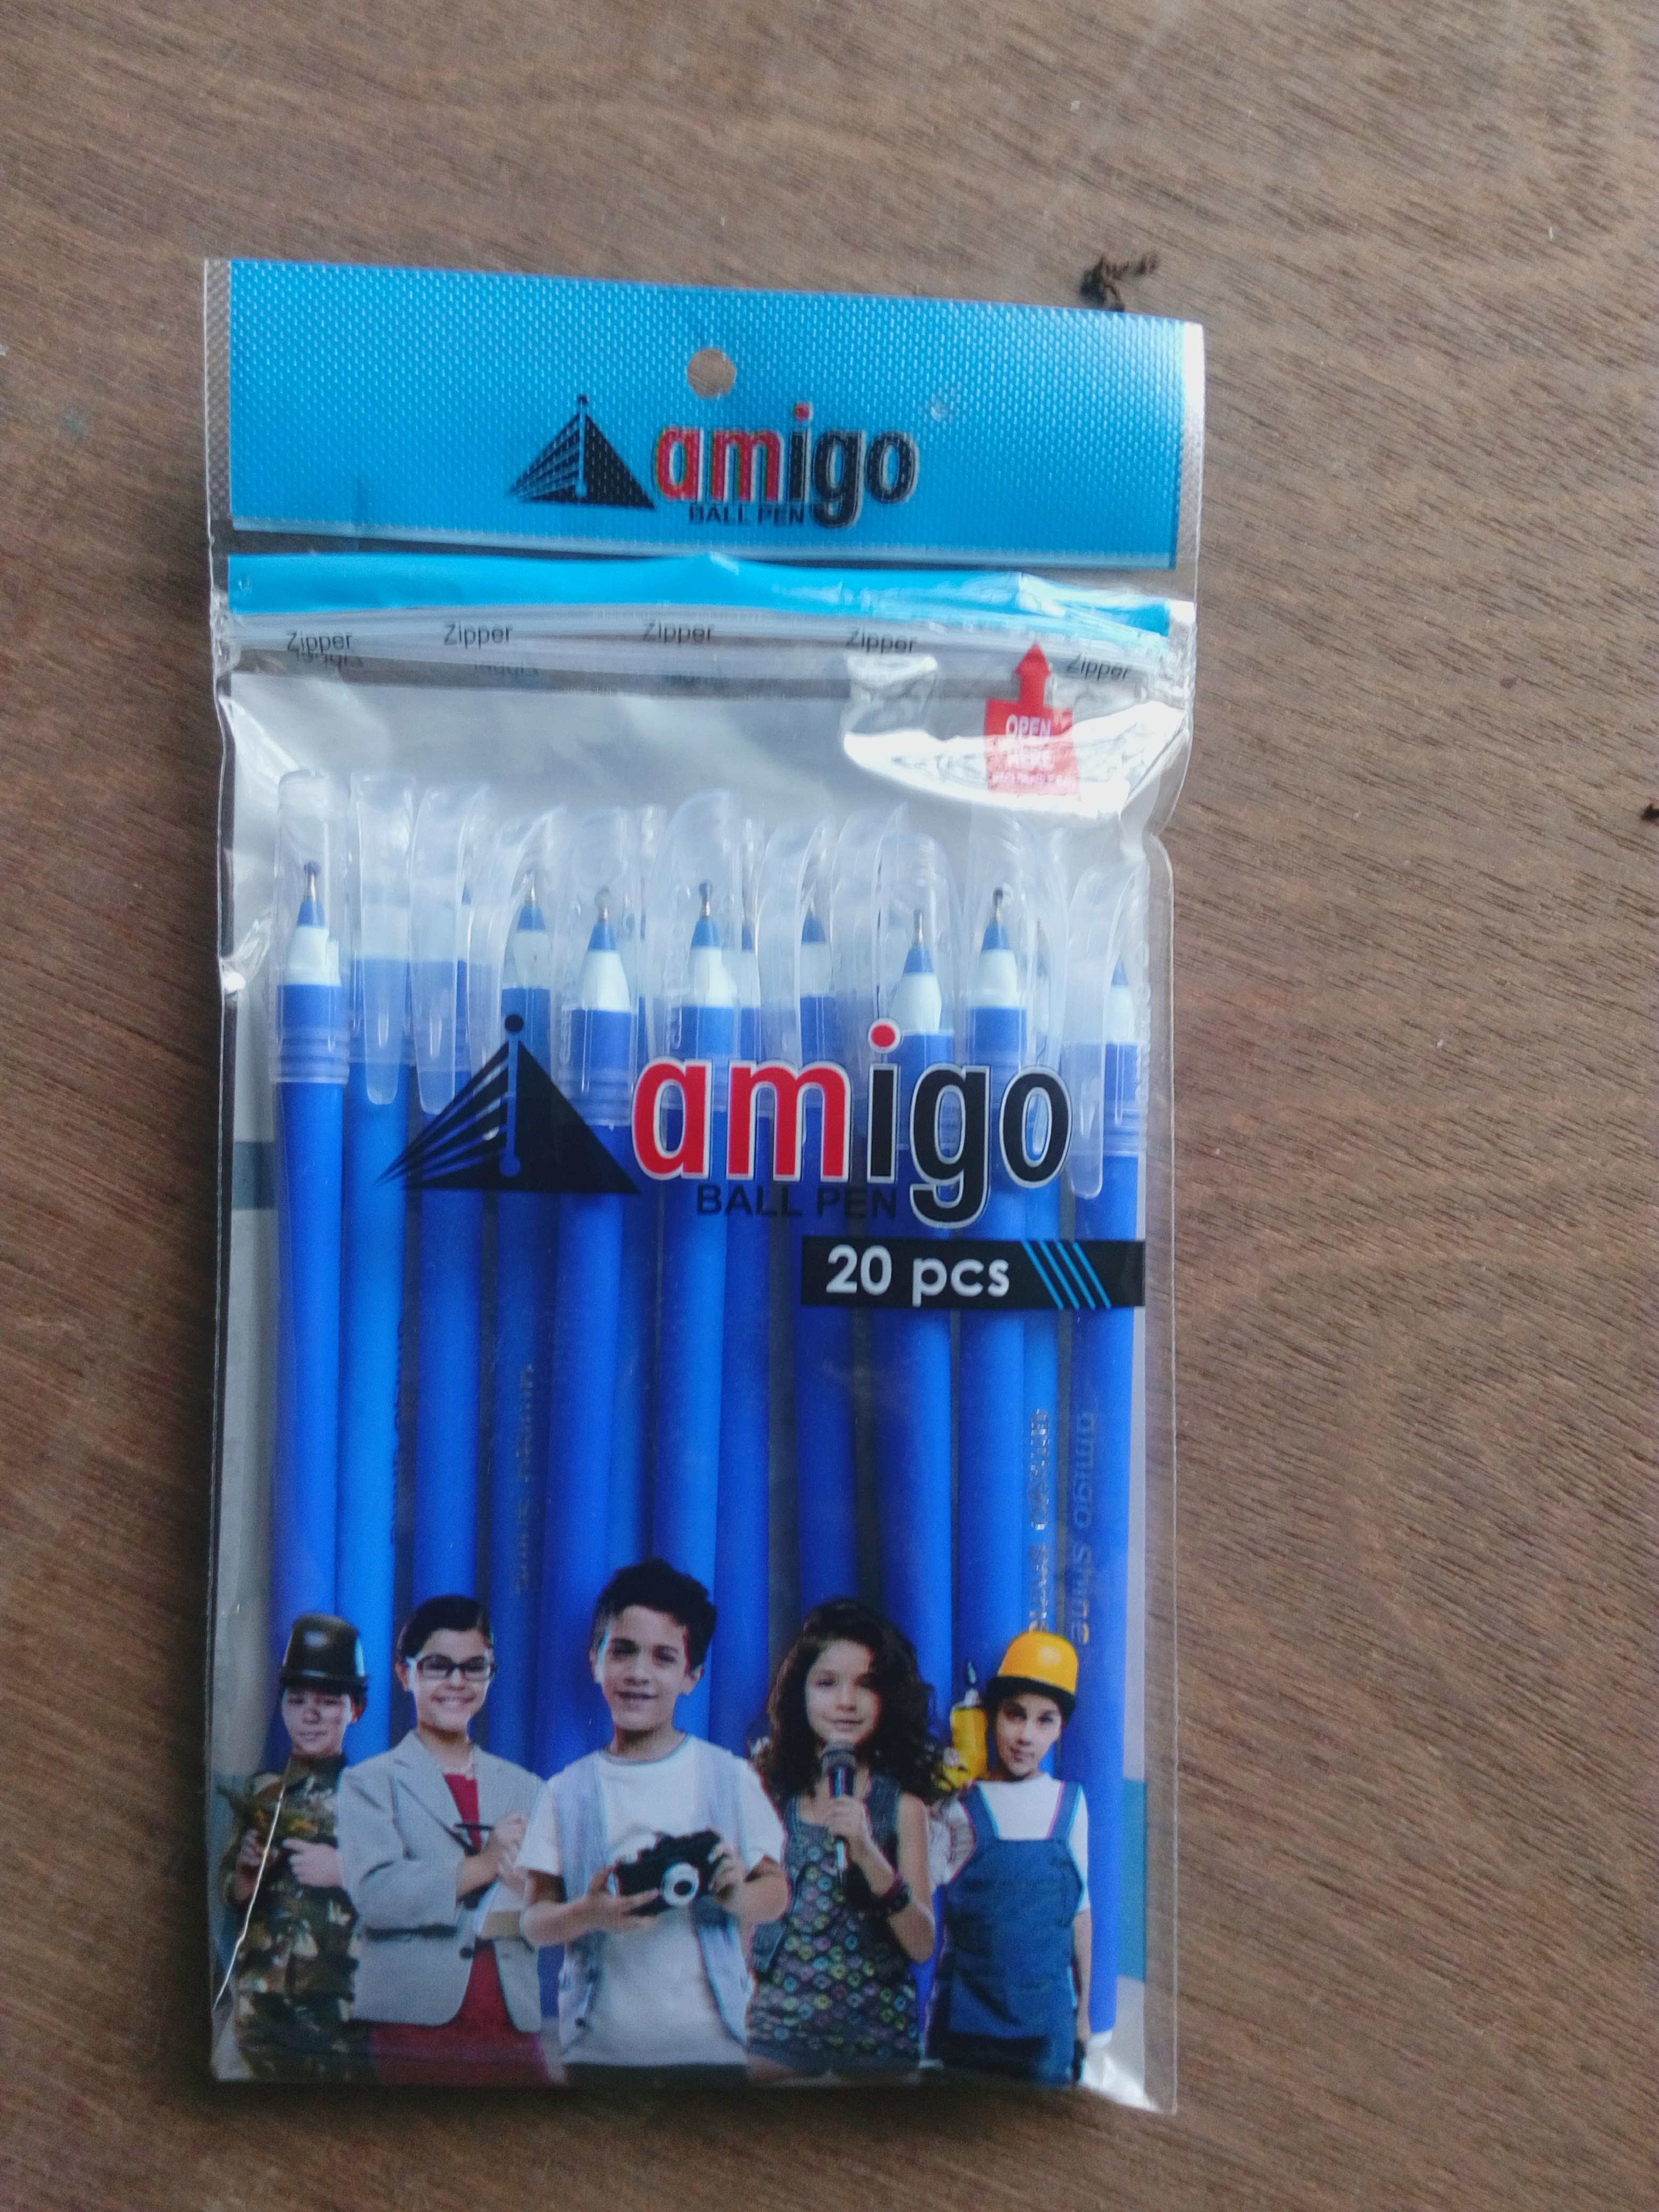 amigo
BALL PEN
Zipper Zipper Zipper Zipper Zipper
OPEN
HERE
amigo
BALL PEN
20 pcs
amigo Shine